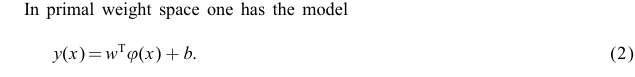 In primal weight space one has the model
y(x)=wᵀφ(x) + b. (2)